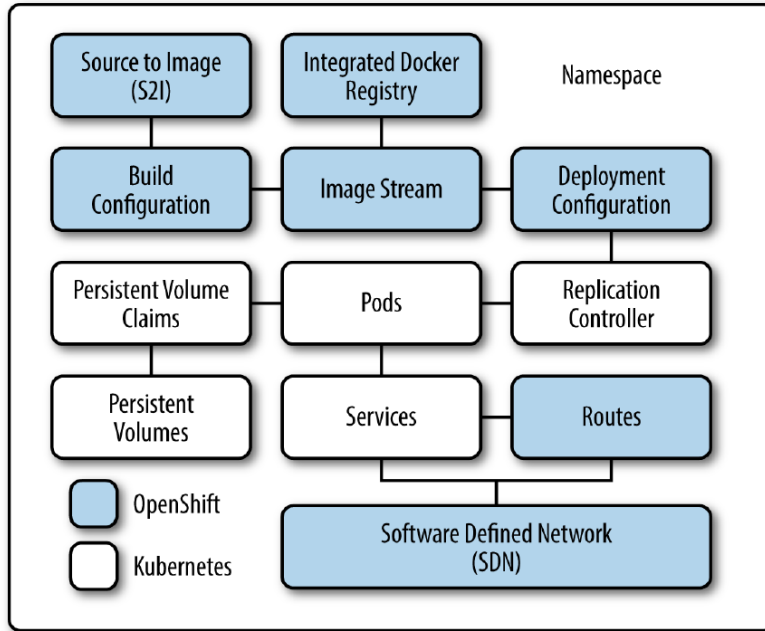 Source to Image
(S2I)
Integrated Docker
Registry
Namespace
Build
Configuration
Image Stream
Deployment
Configuration
Persistent Volume
Claims
Pods
Replication
Controller
Persistent
Volumes
Services
Routes
OpenShift
Kubernetes
Software Defined Network
(SDN)